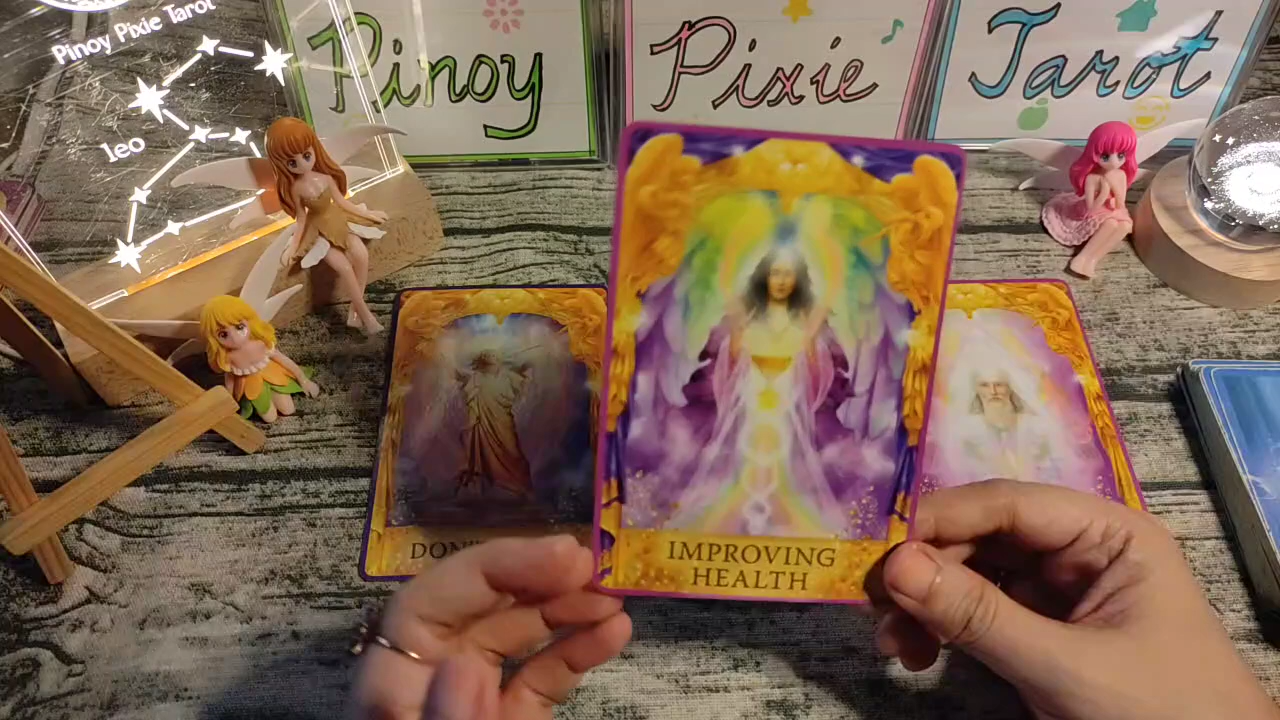 Pinoy Pixie Tarot
leo
Pinoy
Pixie
Tarot
IMPROVING
HEALTH